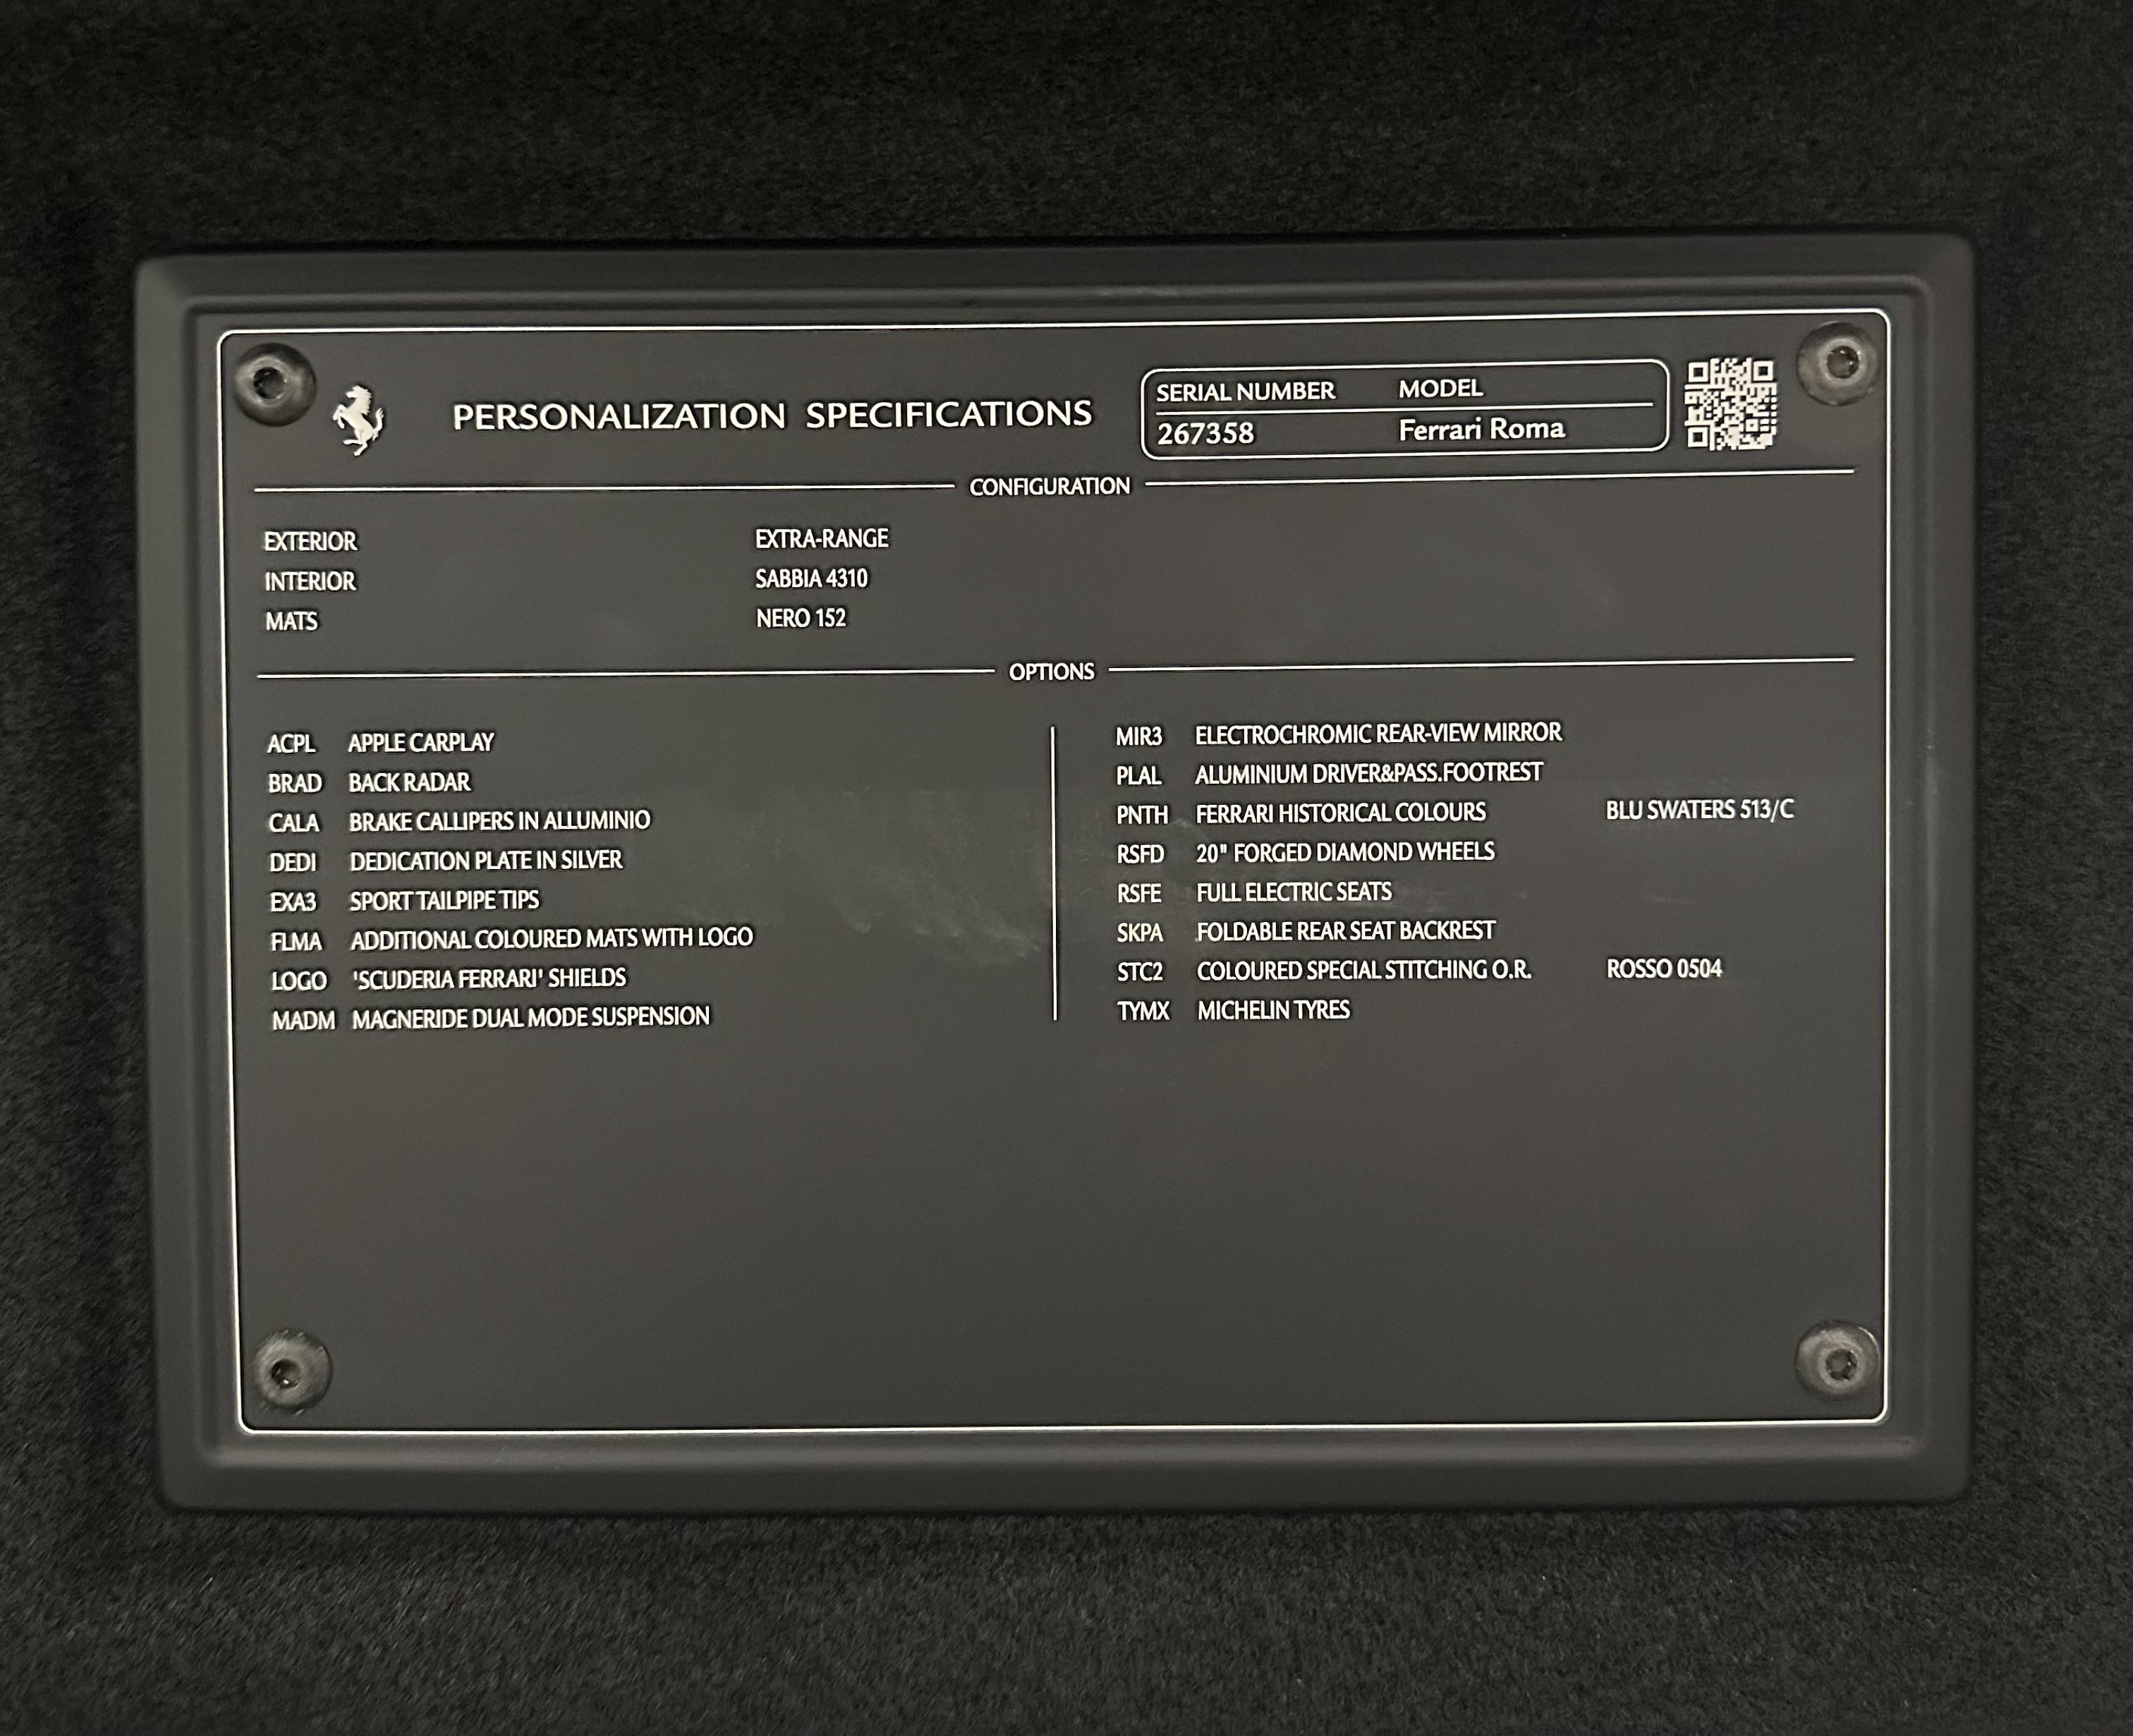 PERSONALIZATION SPECIFICATIONS
SERIAL NUMBER MODEL
267358 Ferrari Roma
CONFIGURATION
EXTERIOR EXTRA-RANGE
INTERIOR SABBIA 4310
MATS NERO 152
OPTIONS
ACPL APPLE CARPLAY
BRAD BACK RADAR
CALA BRAKE CALLIPERS IN ALLUMINIO
DEDI DEDICATION PLATE IN SILVER
EXA3 SPORT TAILPIPE TIPS
FLMA ADDITIONAL COLOURED MATS WITH LOGO
LOGO 'SCUDERIA FERRARI' SHIELDS
MADM MAGNERIDE DUAL MODE SUSPENSION
MIR3 ELECTROCHROMIC REAR-VIEW MIRROR
PLAL ALUMINIUM DRIVER&PASS.FOOTREST
PNTH FERRARI HISTORICAL COLOURS BLU SWATERS 513/C
RSFD 20" FORGED DIAMOND WHEELS
RSFE FULL ELECTRIC SEATS
SKPA FOLDABLE REAR SEAT BACKREST
STC2 COLOURED SPECIAL STITCHING O.R. ROSSO 0504
TYMX MICHELIN TYRES